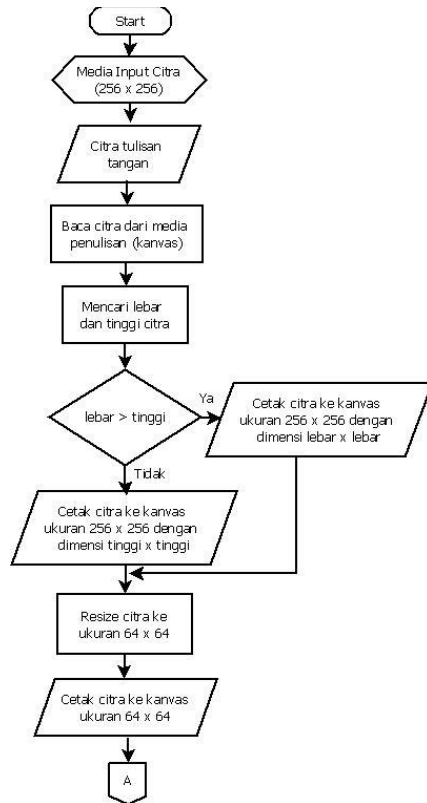 Start
Media Input Citra
(256 x 256)
Citra tulisan
tangan
Baca citra dari media
penulisan (kanvas)
Mencari lebar
dan tinggi citra
lebar > tinggi
Ya
Cetak citra ke kanvas
ukuran 256 x 256 dengan
dimensi lebar x lebar
Tidak
Cetak citra ke kanvas
ukuran 256 x 256 dengan
dimensi tinggi x tinggi
Resize citra ke
ukuran 64 x 64
Cetak citra ke kanvas
ukuran 64 x 64
A